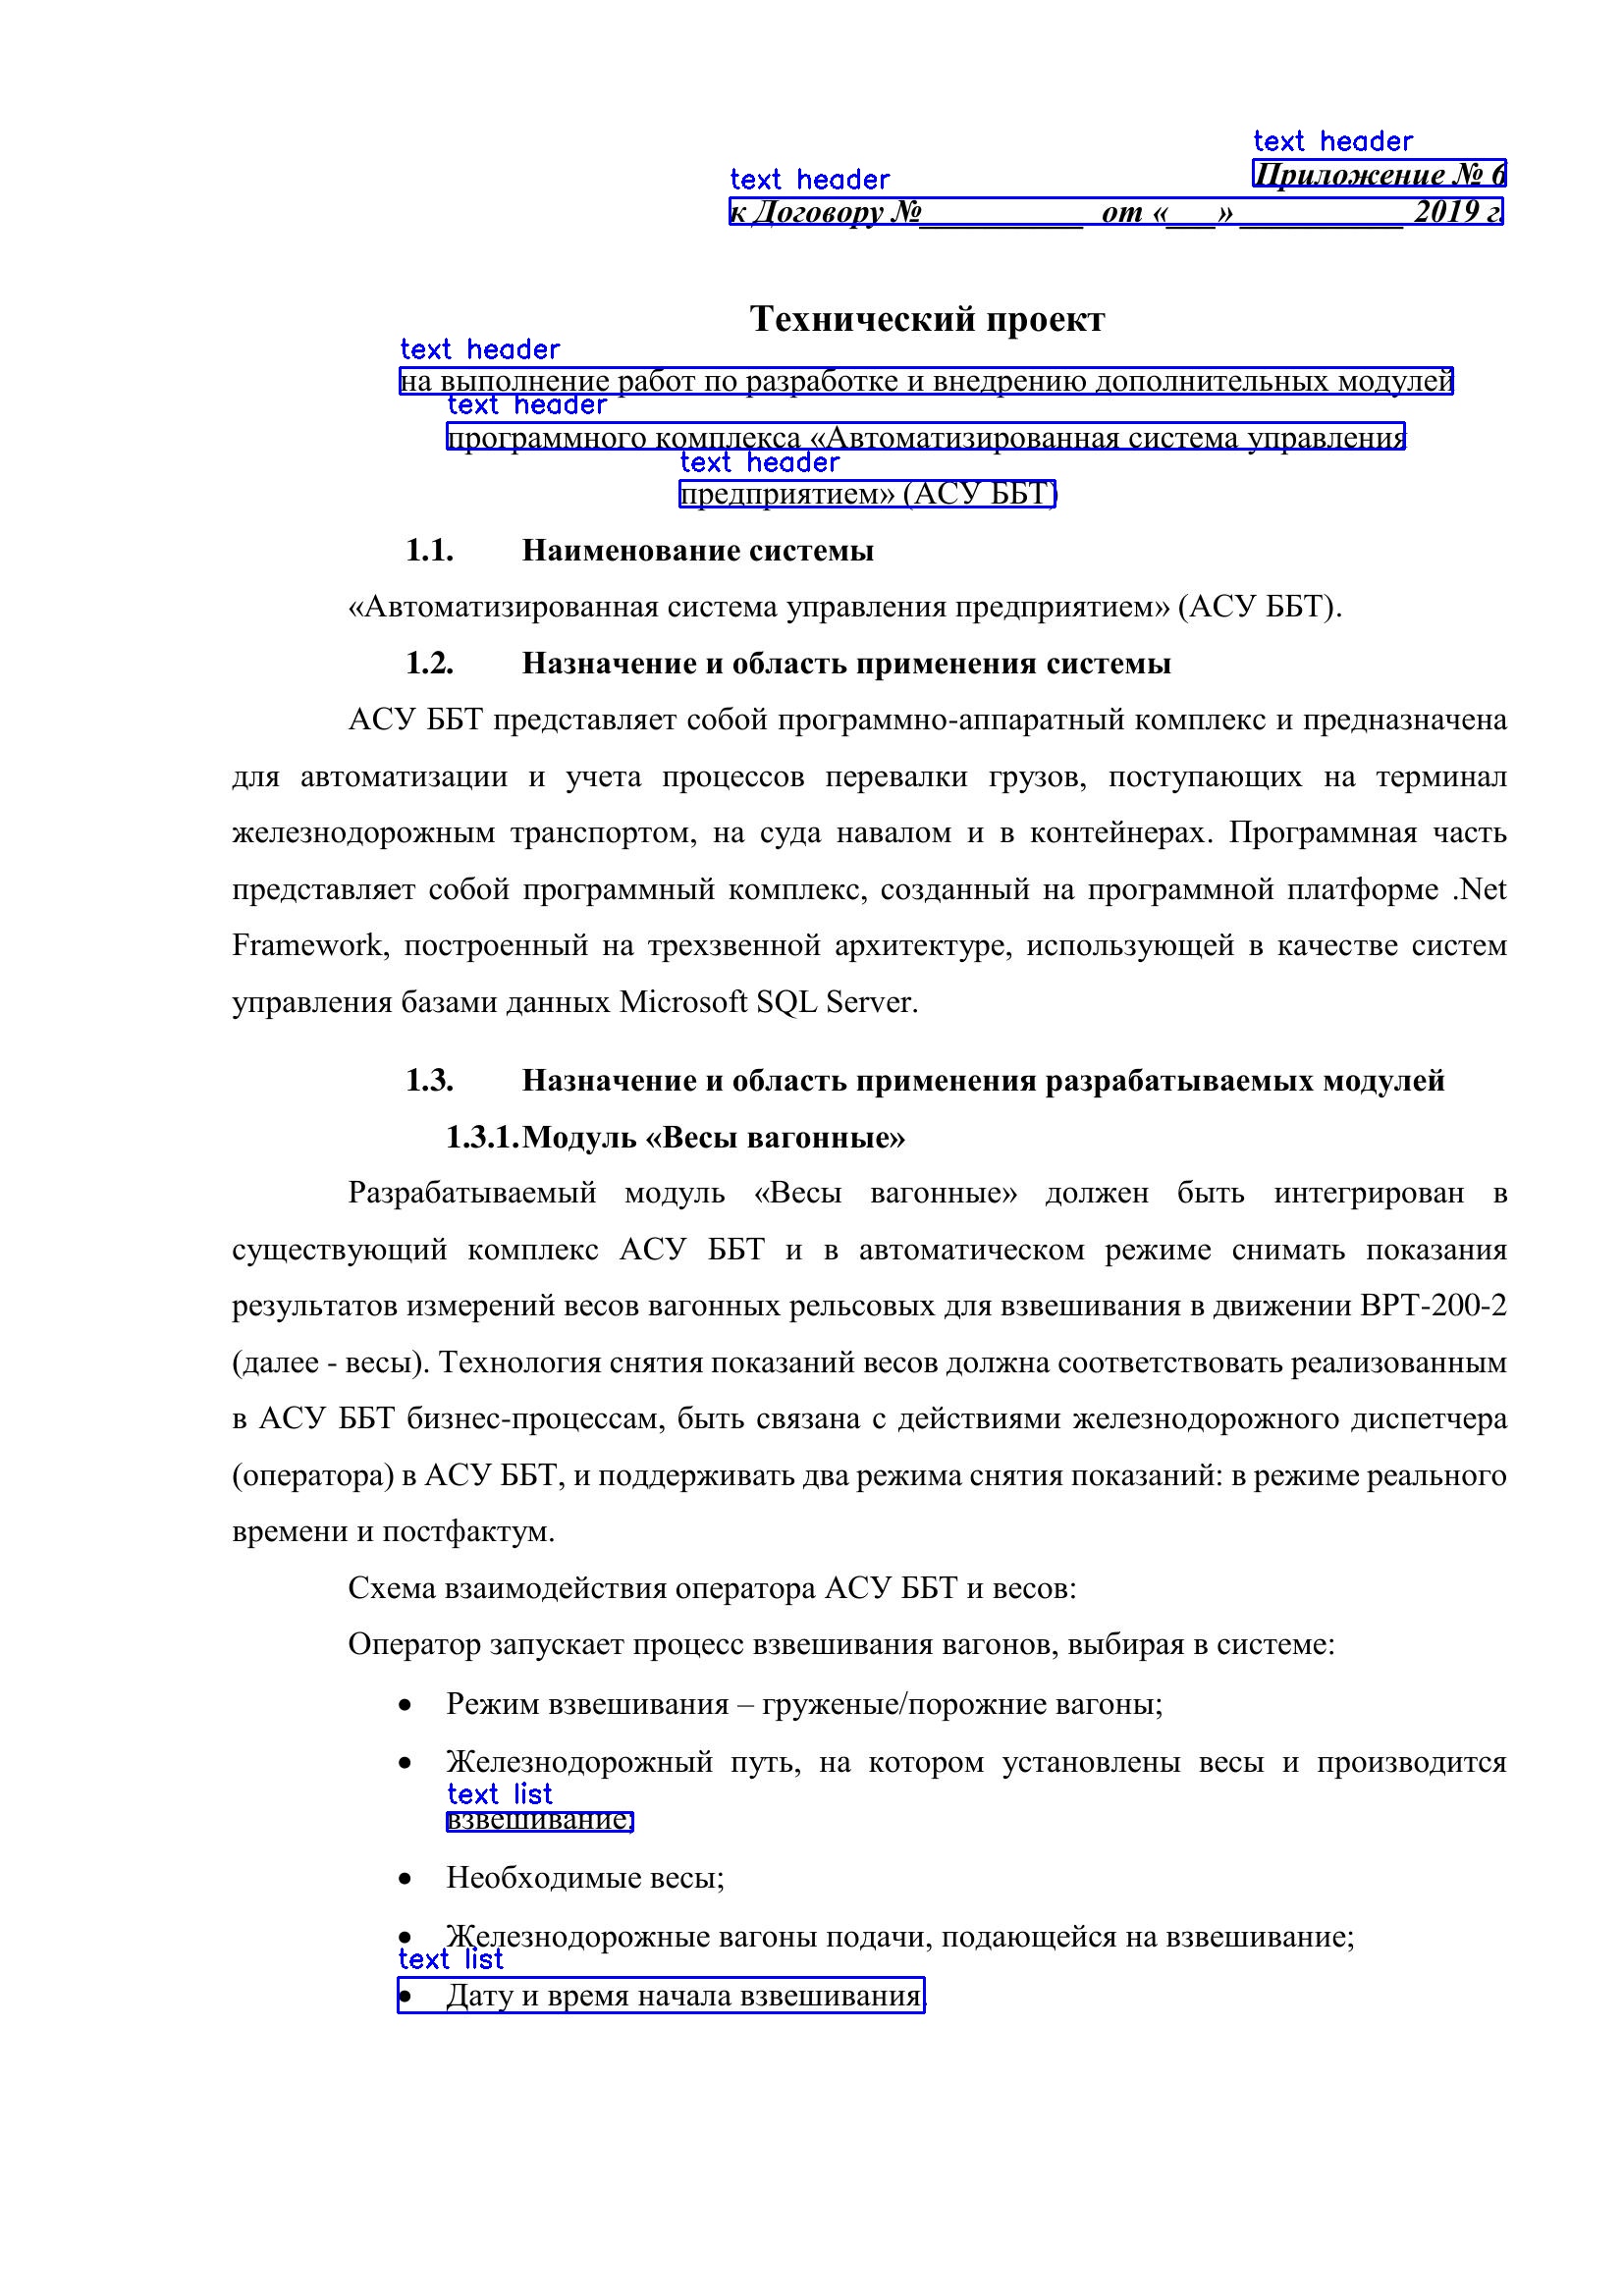 text header
Приложение № 6
text header
к Договору №__________ от «___» __________ 2019 г.
Технический проект
text header
на выполнение работ по разработке и внедрению дополнительных модулей
text header
программного комплекса «Автоматизированная система управления
text header
предприятием» (АСУ ББТ)
1.1. Наименование системы
«Автоматизированная система управления предприятием» (АСУ ББТ).
1.2. Назначение и область применения системы
АСУ ББТ представляет собой программно-аппаратный комплекс и предназначена
для автоматизации и учета процессов перевалки грузов, поступающих на терминал
железнодорожным транспортом, на суда навалом и в контейнерах. Программная часть
представляет собой программный комплекс, созданный на программной платформе .Net
Framework, построенный на трехзвенной архитектуре, использующей в качестве систем
управления базами данных Microsoft SQL Server.
1.3. Назначение и область применения разрабатываемых модулей
1.3.1. Модуль «Весы вагонные»
Разрабатываемый модуль «Весы вагонные» должен быть интегрирован в
существующий комплекс АСУ ББТ и в автоматическом режиме снимать показания
результатов измерений весов вагонных рельсовых для взвешивания в движении ВРТ-200-2
(далее - весы). Технология снятия показаний весов должна соответствовать реализованным
в АСУ ББТ бизнес-процессам, быть связана с действиями железнодорожного диспетчера
(оператора) в АСУ ББТ, и поддерживать два режима снятия показаний: в режиме реального
времени и постфактум.
Схема взаимодействия оператора АСУ ББТ и весов:
Оператор запускает процесс взвешивания вагонов, выбирая в системе:
• Режим взвешивания – груженые/порожние вагоны;
• Железнодорожный путь, на котором установлены весы и производится
text list
взвешивание;
• Необходимые весы;
• Железнодорожные вагоны подачи, подающейся на взвешивание;
text list
• Дату и время начала взвешивания.